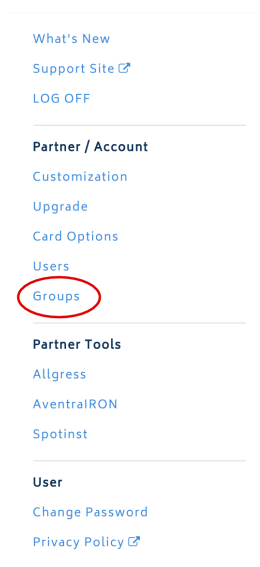 What's New
Support Site
LOG OFF
Partner / Account
Customization
Upgrade
Card Options
Users
Groups
Partner Tools
Allgress
AventraIRON
Spotinst
User
Change Password
Privacy Policy